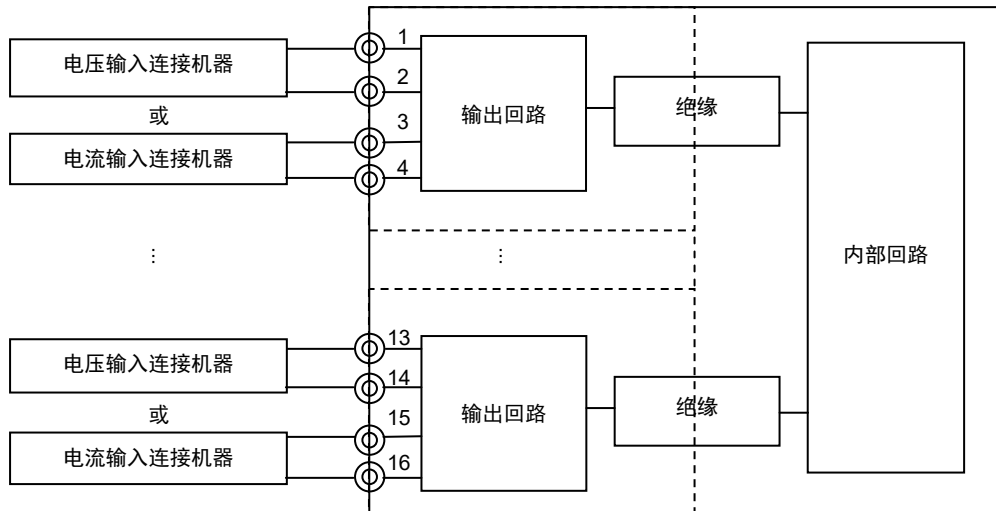 电压输入连接机器
或
电流输入连接机器
1
2
3
4
输出回路
绝缘
内部回路
⋮
⋮
电压输入连接机器
或
电流输入连接机器
13
14
15
16
输出回路
绝缘